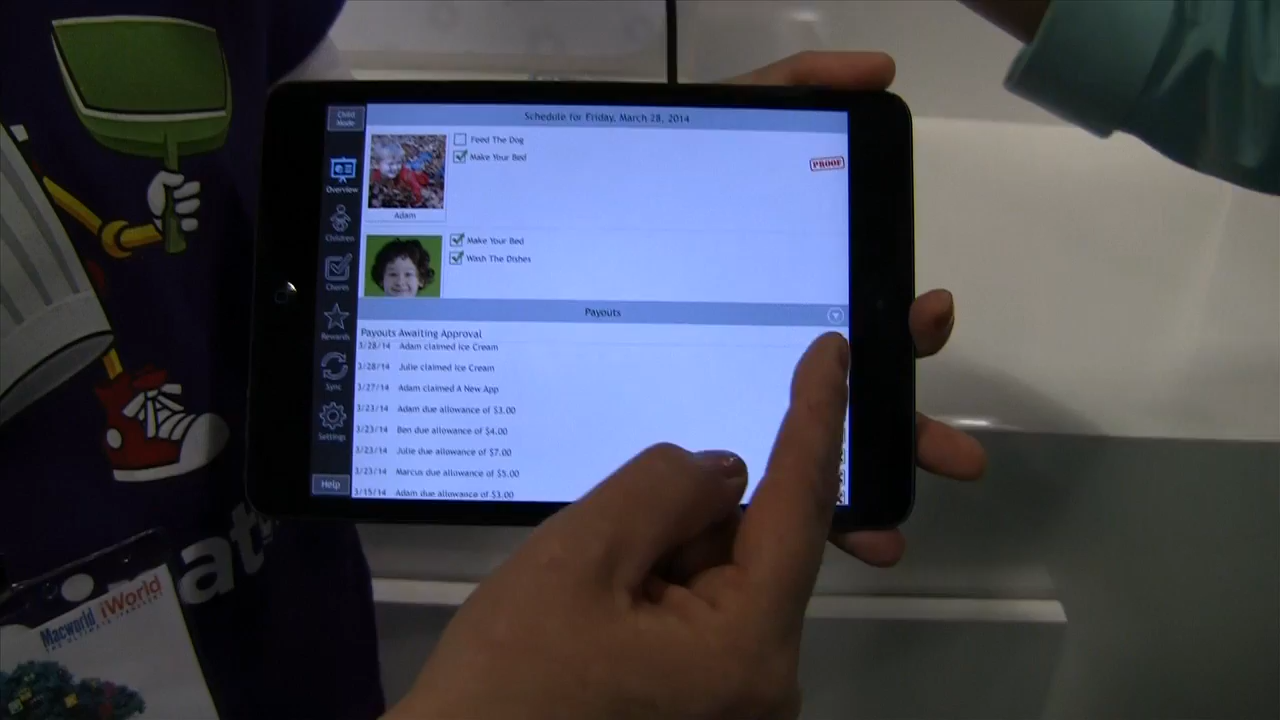 Child
Mode
Schedule for Friday, March 28, 2014
Feed The Dog
Make Your Bed
PROOF
Overview
Adam
Children
Make Your Bed
Wash The Dishes
Chores
Payouts
Rewards
Payouts Awaiting Approval
3/28/14 Adam claimed Ice Cream
3/28/14 Julie claimed Ice Cream
Sync
3/27/14 Adam claimed A New App
3/23/14 Adam due allowance of $3.00
Settings
3/23/14 Ben due allowance of $4.00
3/23/14 Julie due allowance of $7.00
3/23/14 Marcus due allowance of $5.00
Help
3/15/14 Adam due allowance of $3.00
Macworld iWorld